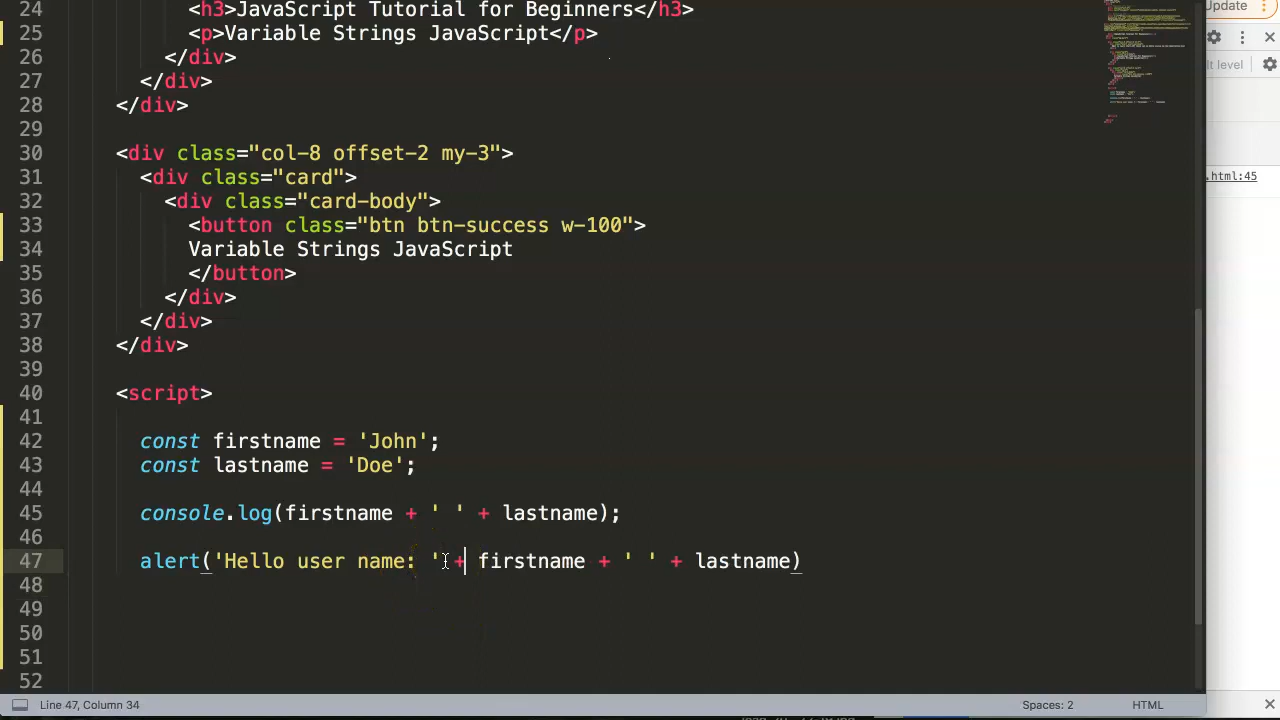 24 <h3>JavaScript Tutorial for Beginners</h3>
25 <p>Variable Strings JavaScript</p>
26 </div>
27 </div>
28 </div>
29
30 <div class="col-8 offset-2 my-3">
31 <div class="card">
32 <div class="card-body">
33 <button class="btn btn-success w-100">
34 Variable Strings JavaScript
35 </button>
36 </div>
37 </div>
38 </div>
39
40 <script>
41
42 const firstname = 'John';
43 const lastname = 'Doe';
44
45 console.log(firstname + ' ' + lastname);
46
47 alert('Hello user name: ' + firstname + ' ' + lastname)
48
49
50
51
52
Line 47, Column 34
Spaces: 2
HTML
Update
lt level
.html:45